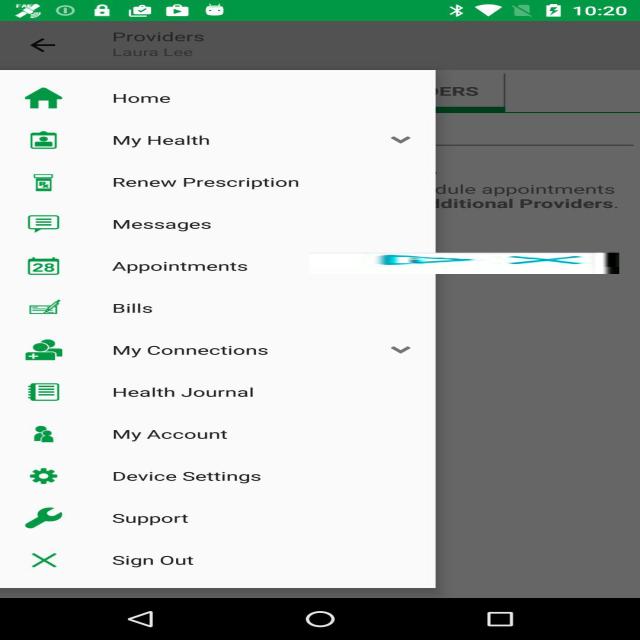 10:20
Providers
Laura Lee
DERS
Home
My Health
Renew Prescription
dule appointments
dditional Providers.
Messages
28
Appointments
Bills
My Connections
Health Journal
My Account
Device Settings
Support
Sign Out